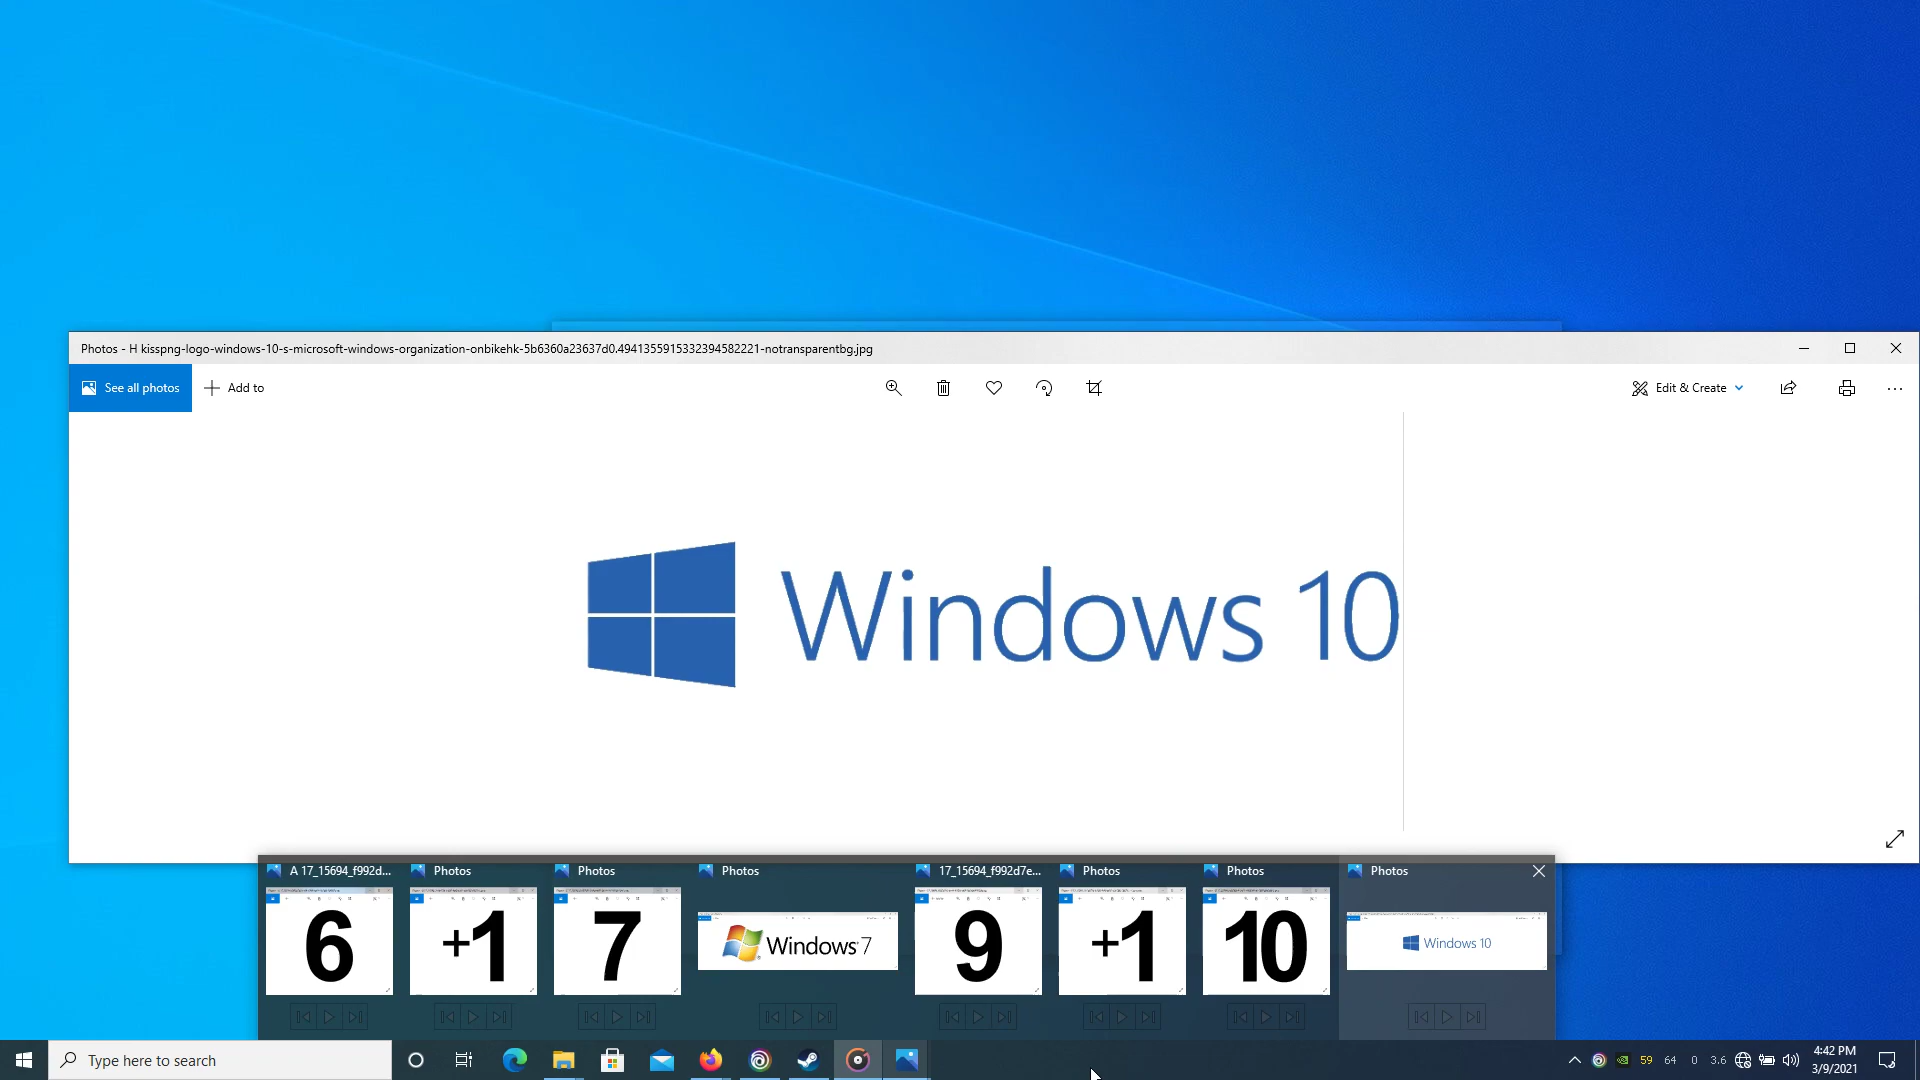 Photos - H kisspng-logo-windows-10-s-microsoft-windows-organization-onbikehk-5b6360a23637d0.4941355915332394582221-notransparentbg.jpg
See all photos
Add to
Edit & Create
Windows 10
A 17_15694_f992d...
Photos
Photos
Photos
17_15694_f992d7e...
Photos
Photos
Photos
6
+1
7
Windows 7
9
+1
10
Windows 10
Type here to search
59
64
0
3.6
4:42 PM
3/9/2021